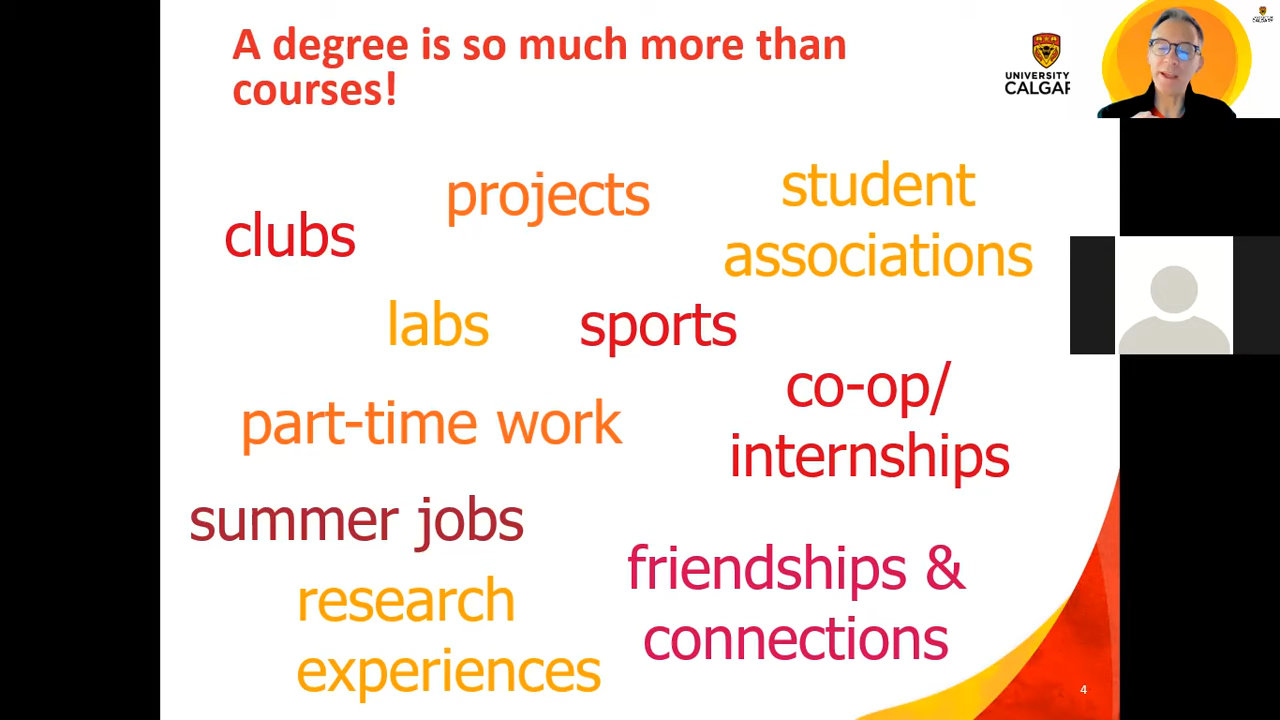 A degree is so much more than
courses!
UNIVERSITY
CALGAR
projects
student
associations
clubs
labs
sports
co-op/
internships
part-time work
summer jobs
friendships &
connections
research
experiences
4